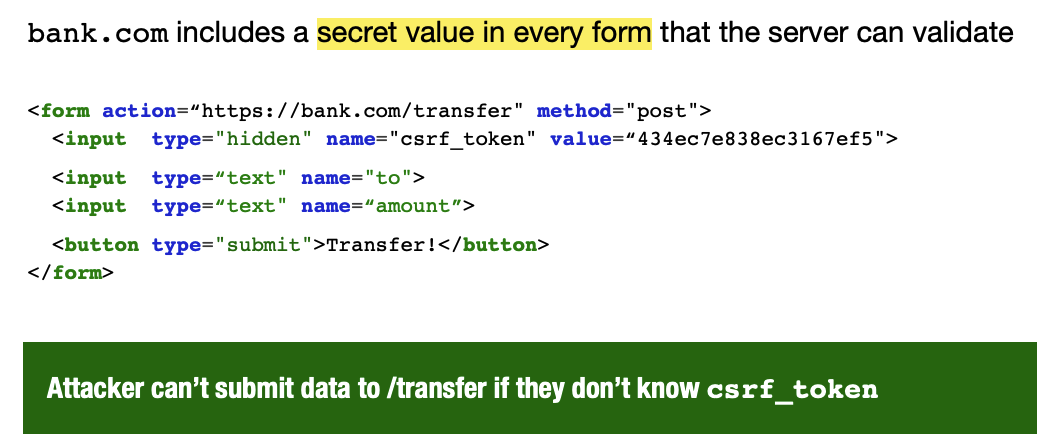 bank.com includes a secret value in every form that the server can validate
<form action=“https://bank.com/transfer" method="post">
<input type="hidden" name="csrf_token" value=“434ec7e838ec3167ef5">
<input type=“text" name="to">
<input type=“text" name=“amount”>
<button type="submit">Transfer!</button>
</form>
Attacker can’t submit data to /transfer if they don’t know csrf_token